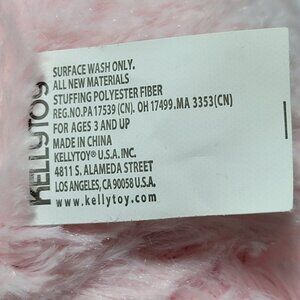 KELLYTOY
SURFACE WASH ONLY.
ALL NEW MATERIALS
STUFFING POLYESTER FIBER
REG.NO.PA 17539 (CN). OH 17499 .MA 3353(CN)
FOR AGES 3 AND UP
MADE IN CHINA
KELLYTOY® U.S.A. INC.
4811 S. ALAMEDA STREET
LOS ANGELES, CA 90058 U.S.A.
www.kellytoy.com